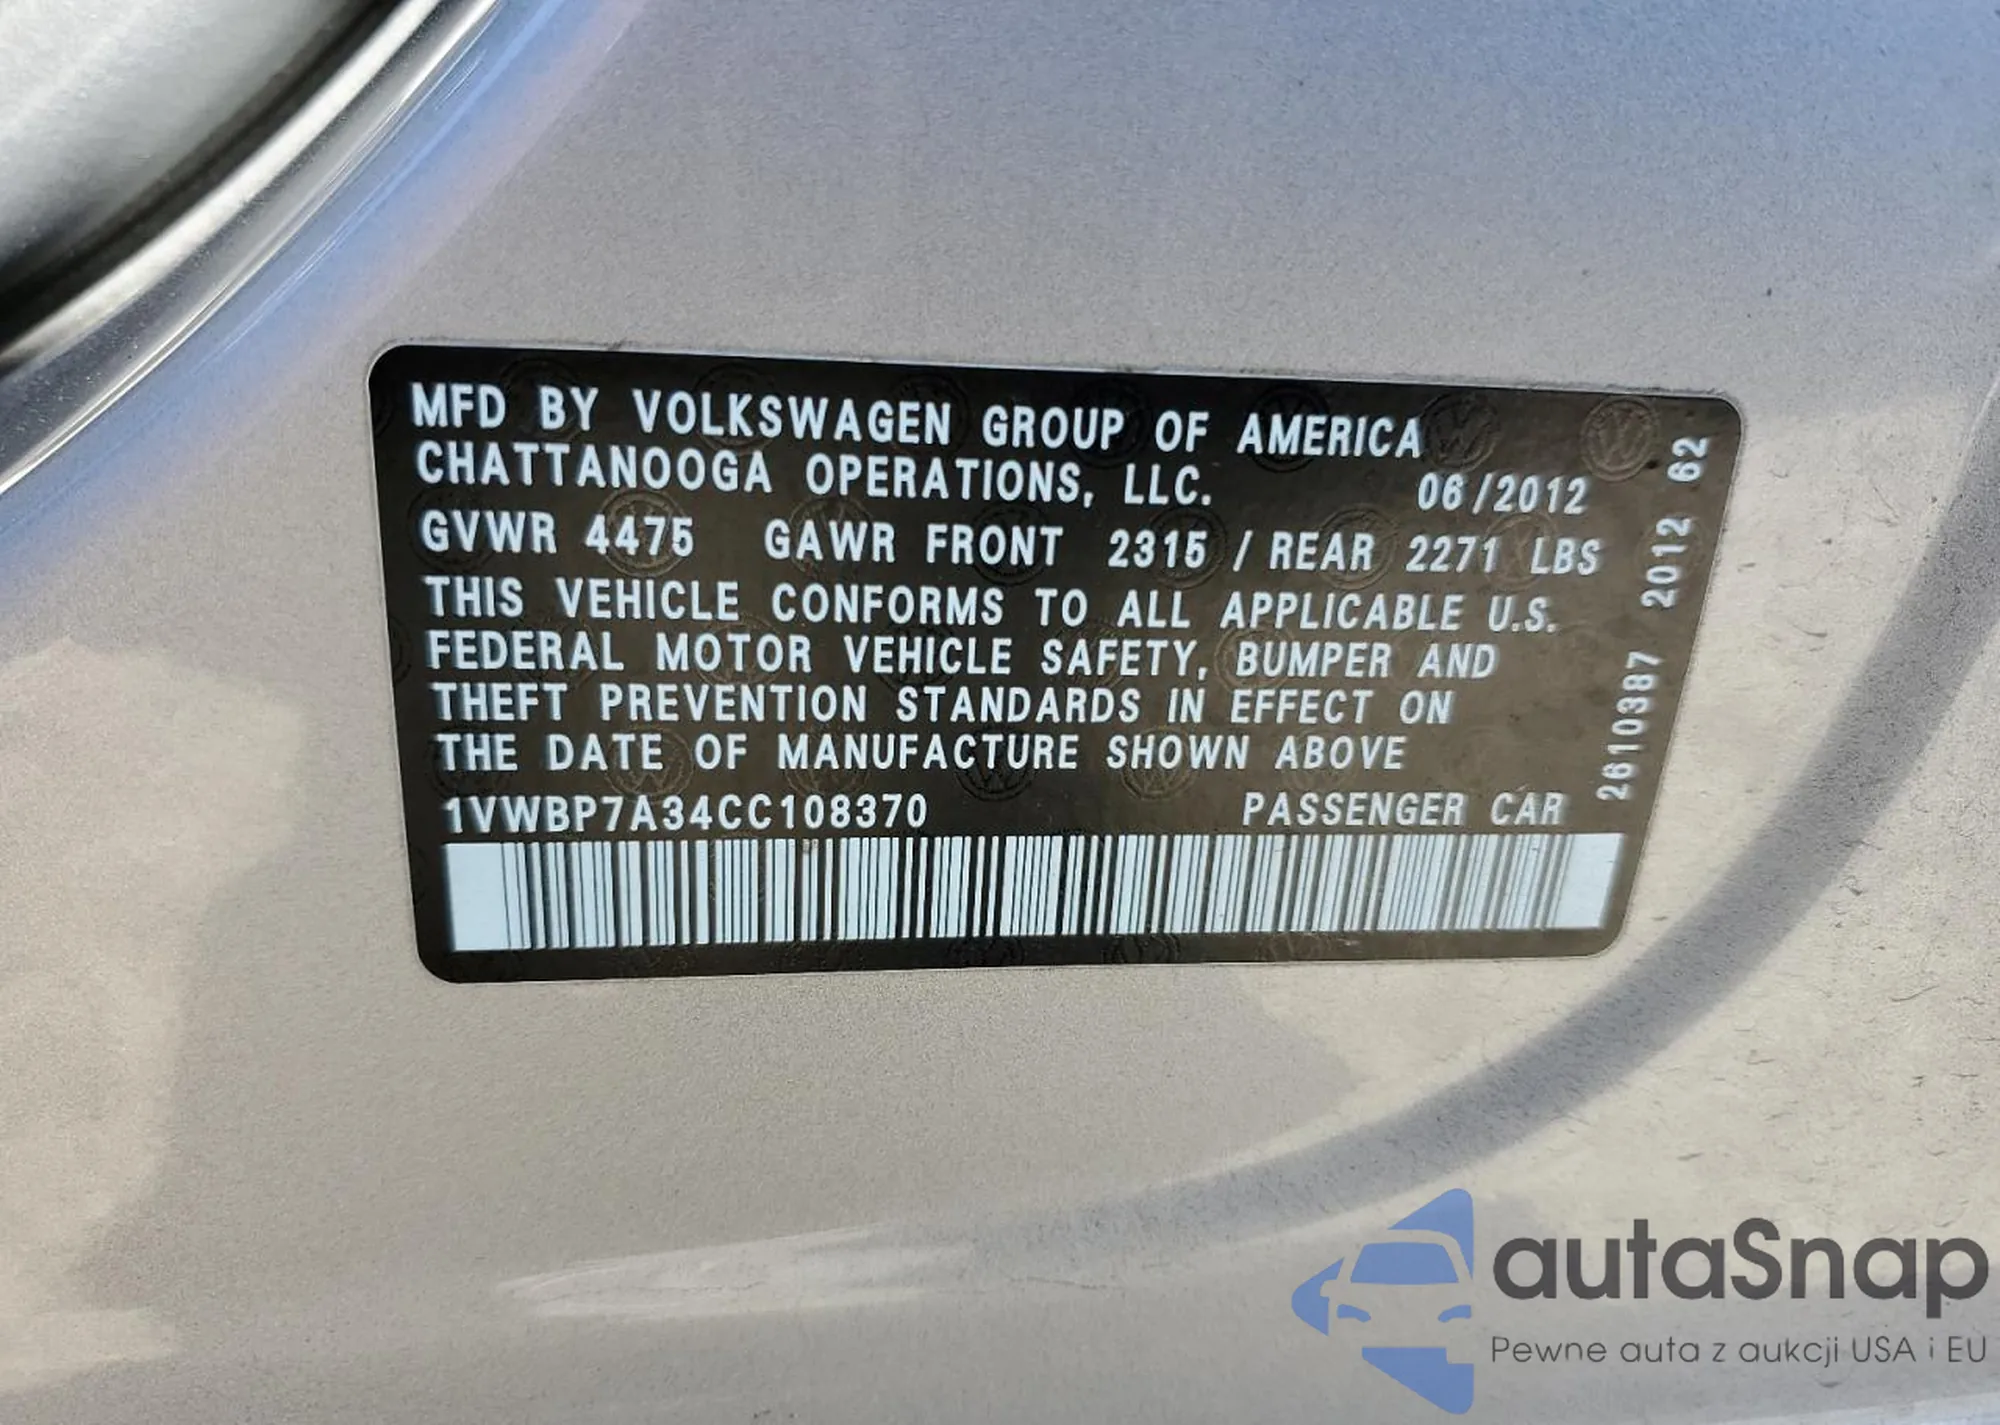 MFD BY VOLKSWAGEN GROUP OF AMERICA
CHATTANOOGA OPERATIONS, LLC. 06/2012
GVWR 4475 GAWR FRONT 2315 / REAR 2271 LBS
THIS VEHICLE CONFORMS TO ALL APPLICABLE U.S.
FEDERAL MOTOR VEHICLE SAFETY, BUMPER AND
THEFT PREVENTION STANDARDS IN EFFECT ON
THE DATE OF MANUFACTURE SHOWN ABOVE
1VWBP7A34CC108370 PASSENGER CAR
2610387 2012 62
autaSnap
Pewne auta z aukcji USA i EU